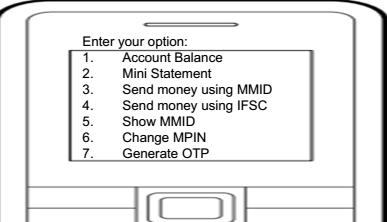 Enter your option:
1. Account Balance
2. Mini Statement
3. Send money using MMID
4. Send money using IFSC
5. Show MMID
6. Change MPIN
7. Generate OTP